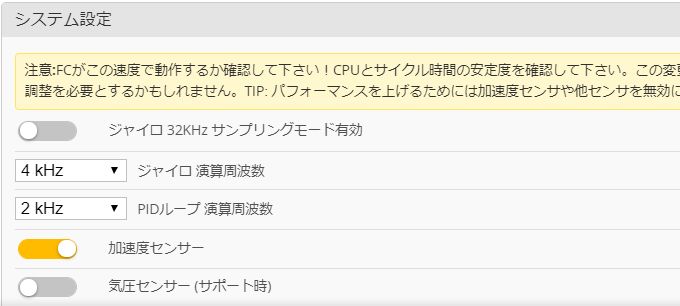 システム設定
注意:FCがこの速度で動作するか確認して下さい！CPUとサイクル時間の安定度を確認して下さい。この変
調整を必要とするかもしれません。TIP: パフォーマンスを上げるためには加速度センサや他センサを無効に
ジャイロ 32KHz サンプリングモード有効
4 kHz ジャイロ 演算周波数
2 kHz PIDループ 演算周波数
加速度センサー
気圧センサー (サポート時)